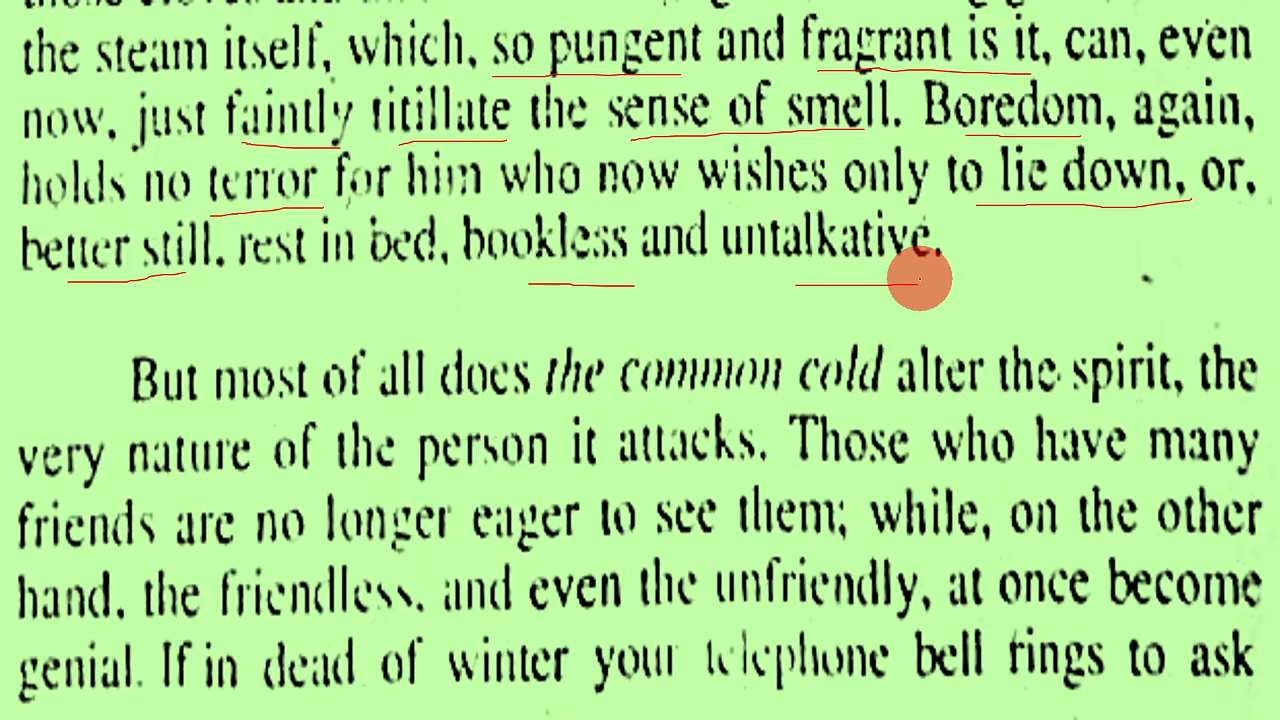 the steam itself, which, so pungent and fragrant is it, can, even
now, just faintly titillate the sense of smell. Boredom, again,
holds no terror for him who now wishes only to lie down, or,
better still, rest in bed, bookless and untalkative.
But most of all does the common cold alter the spirit, the
very nature of the person it attacks. Those who have many
friends are no longer eager to see them; while, on the other
hand, the friendless, and even the unfriendly, at once become
genial. If in dead of winter your telephone bell rings to ask